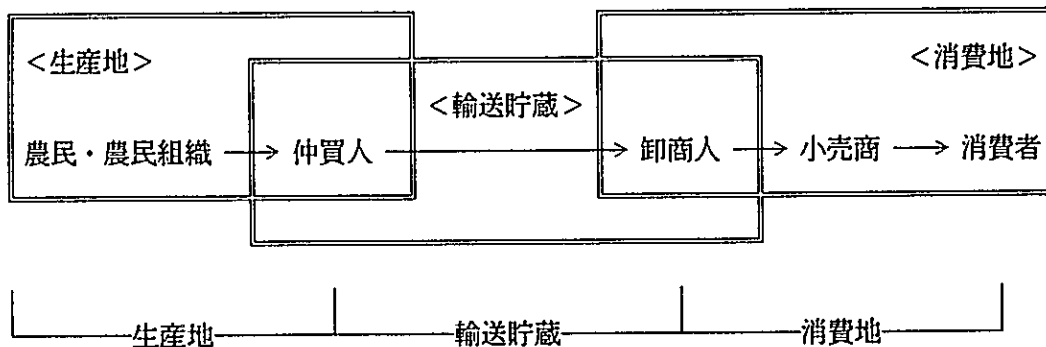 <生産地>
<消費地>
<輸送貯蔵>
農民・農民組織 → 仲買人 → 卸商人 → 小売商 → 消費者
生産地 輸送貯蔵 消費地